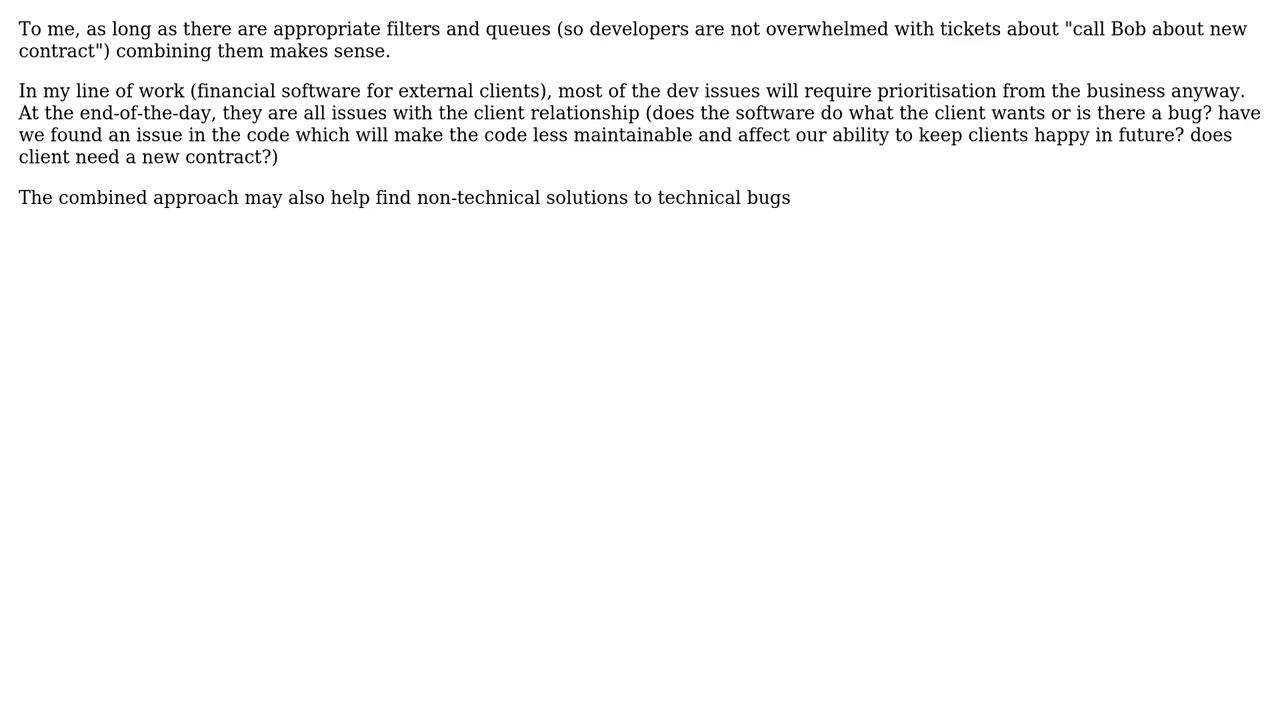 To me, as long as there are appropriate filters and queues (so developers are not overwhelmed with tickets about "call Bob about new
contract") combining them makes sense.
In my line of work (financial software for external clients), most of the dev issues will require prioritisation from the business anyway.
At the end-of-the-day, they are all issues with the client relationship (does the software do what the client wants or is there a bug? have
we found an issue in the code which will make the code less maintainable and affect our ability to keep clients happy in future? does
client need a new contract?)
The combined approach may also help find non-technical solutions to technical bugs